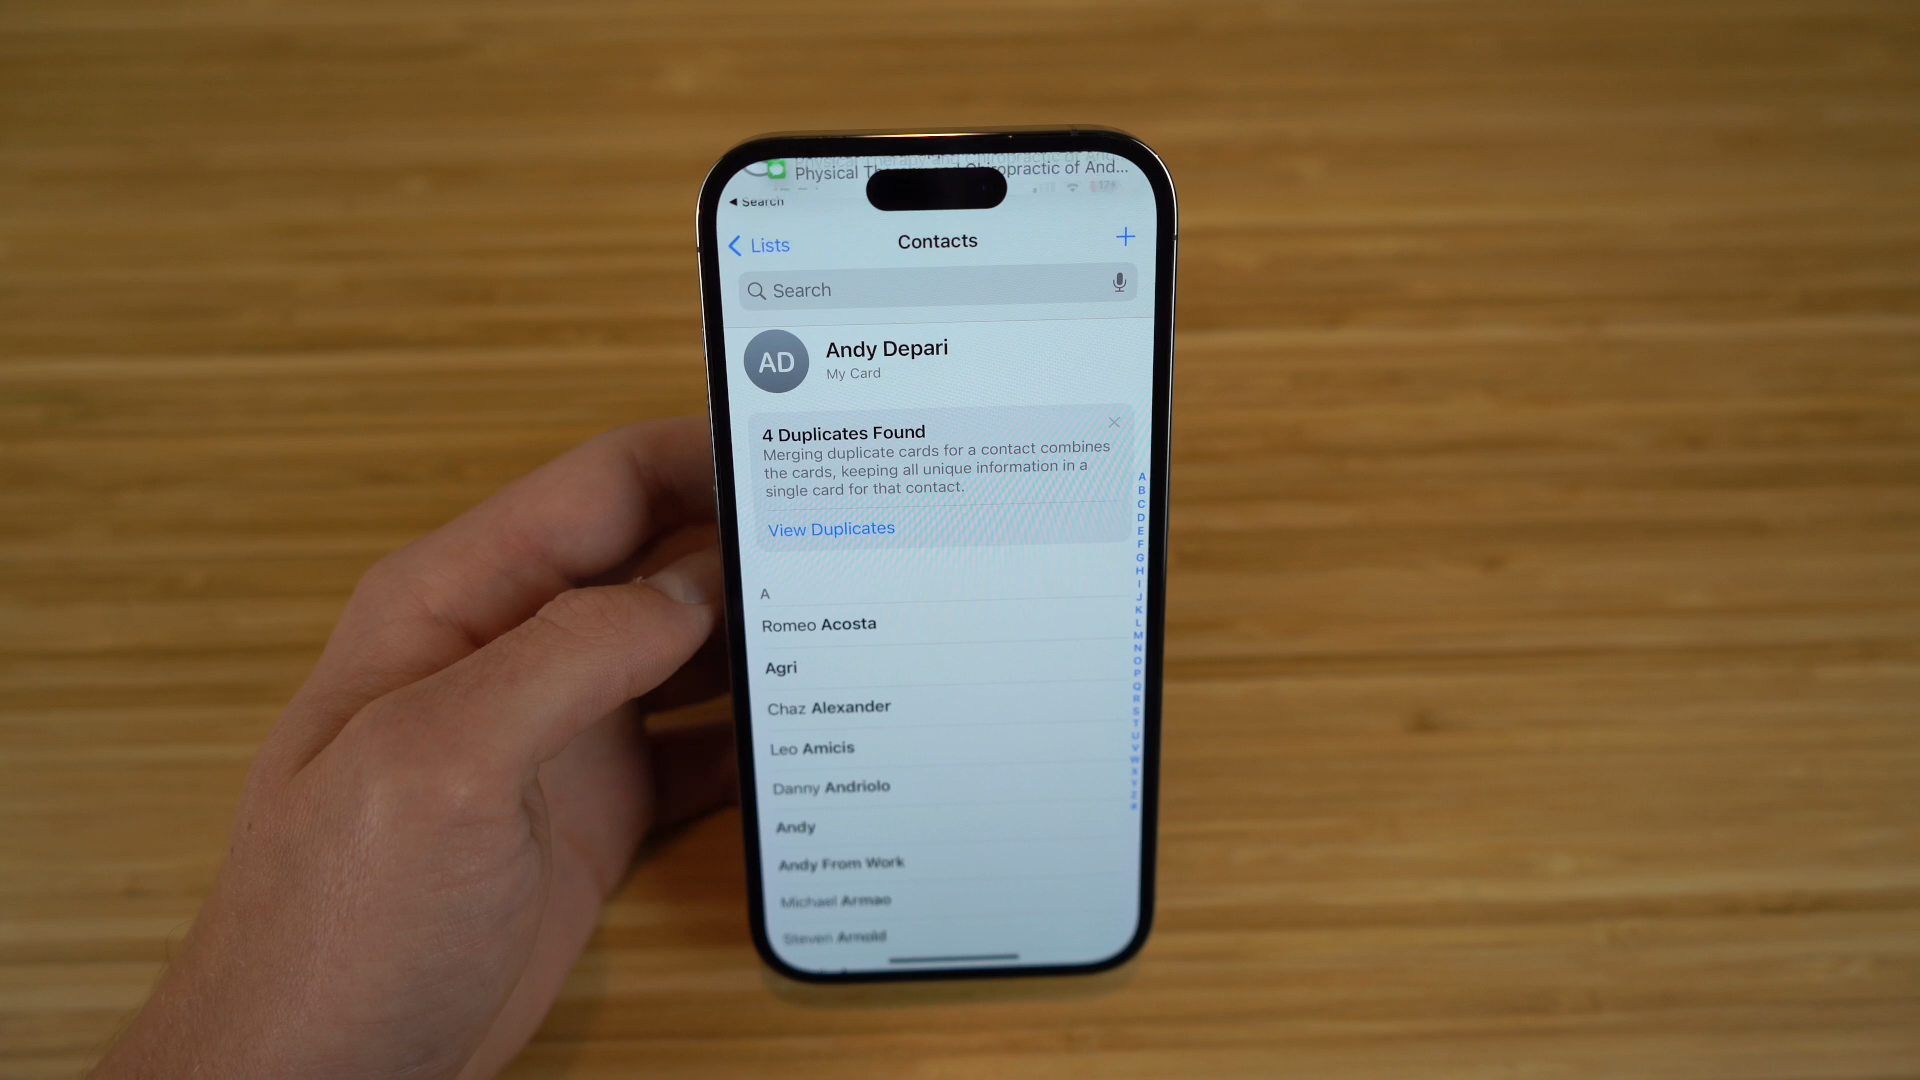 Physical Therapy and Chiropractic of And...
◀ Search
Lists
Contacts
+
Search
AD
Andy Depari
My Card
4 Duplicates Found
Merging duplicate cards for a contact combines
the cards, keeping all unique information in a
single card for that contact.
View Duplicates
A
Romeo Acosta
Agri
Chaz Alexander
Leo Amicis
Danny Andriolo
Andy
Andy From Work
Michael Armao
Steven Arnold
A
B
C
D
E
F
G
H
I
J
K
L
M
N
O
P
Q
R
S
T
U
V
W
X
Y
Z
#